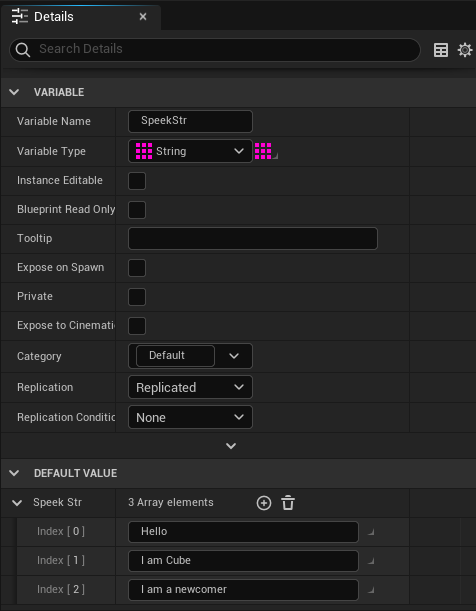 Details
Search Details
VARIABLE
Variable Name SpeekStr
Variable Type String
Instance Editable
Blueprint Read Only
Tooltip
Expose on Spawn
Private
Expose to Cinemati
Category Default
Replication Replicated
Replication Conditio None
DEFAULT VALUE
Speek Str 3 Array elements
Index [ 0 ] Hello
Index [ 1 ] I am Cube
Index [ 2 ] I am a newcomer